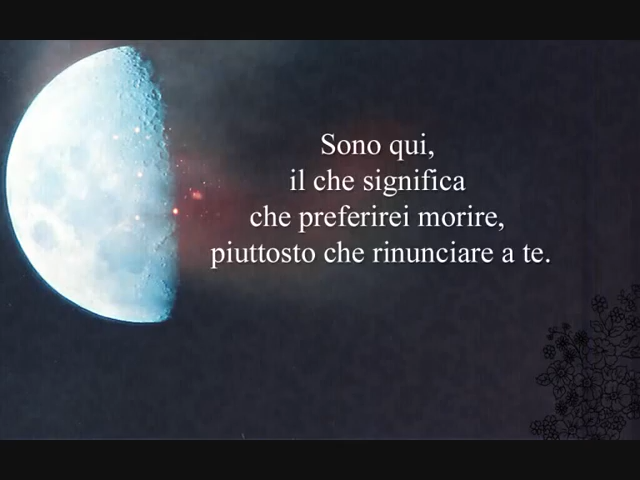 Sono qui,
il che significa
che preferirei morire,
piuttosto che rinunciare a te.